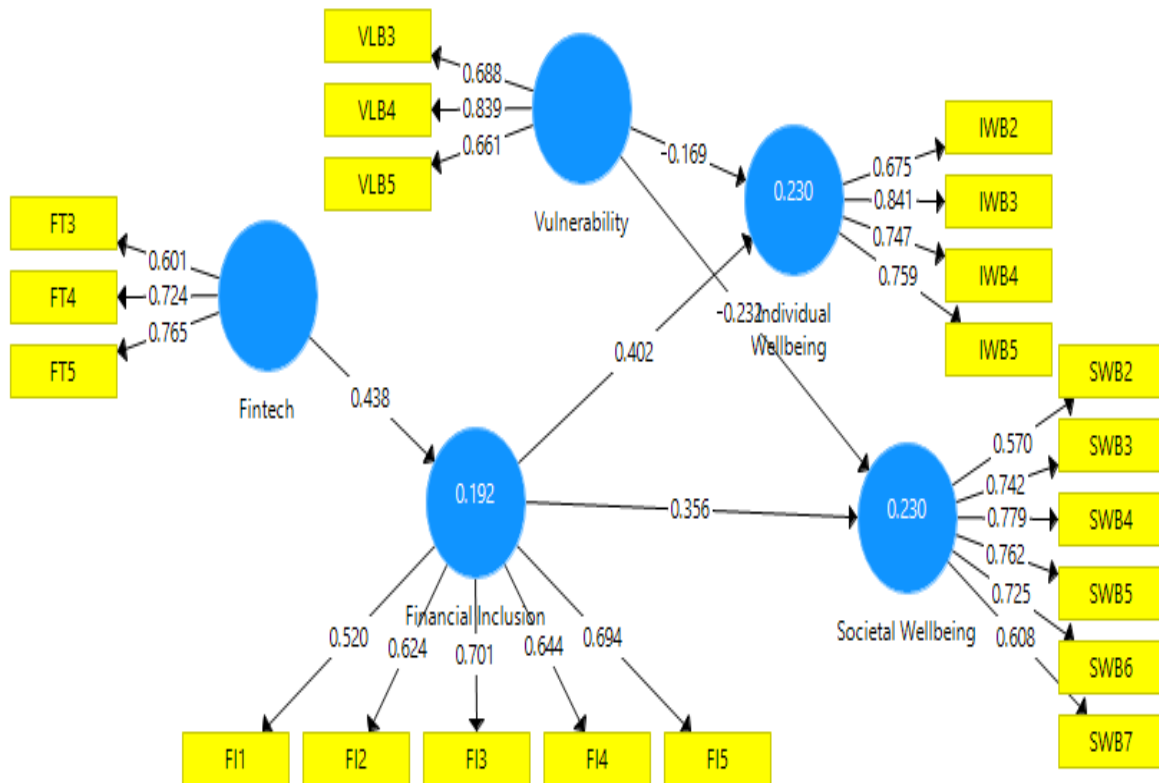 VLB3
0.688
VLB4
0.839
VLB5
0.661
Vulnerability
-0.169
-0.232
FT3
0.601
FT4
0.724
FT5
0.765
Fintech
0.438
0.230
Individual
Wellbeing
0.675
IWB2
0.841
IWB3
0.747
IWB4
0.759
IWB5
0.402
0.192
Financial Inclusion
0.356
0.520
0.624
0.701
0.644
0.694
FI1
FI2
FI3
FI4
FI5
0.230
Societal Wellbeing
0.570
SWB2
0.742
SWB3
0.779
SWB4
0.762
SWB5
0.725
SWB6
0.608
SWB7